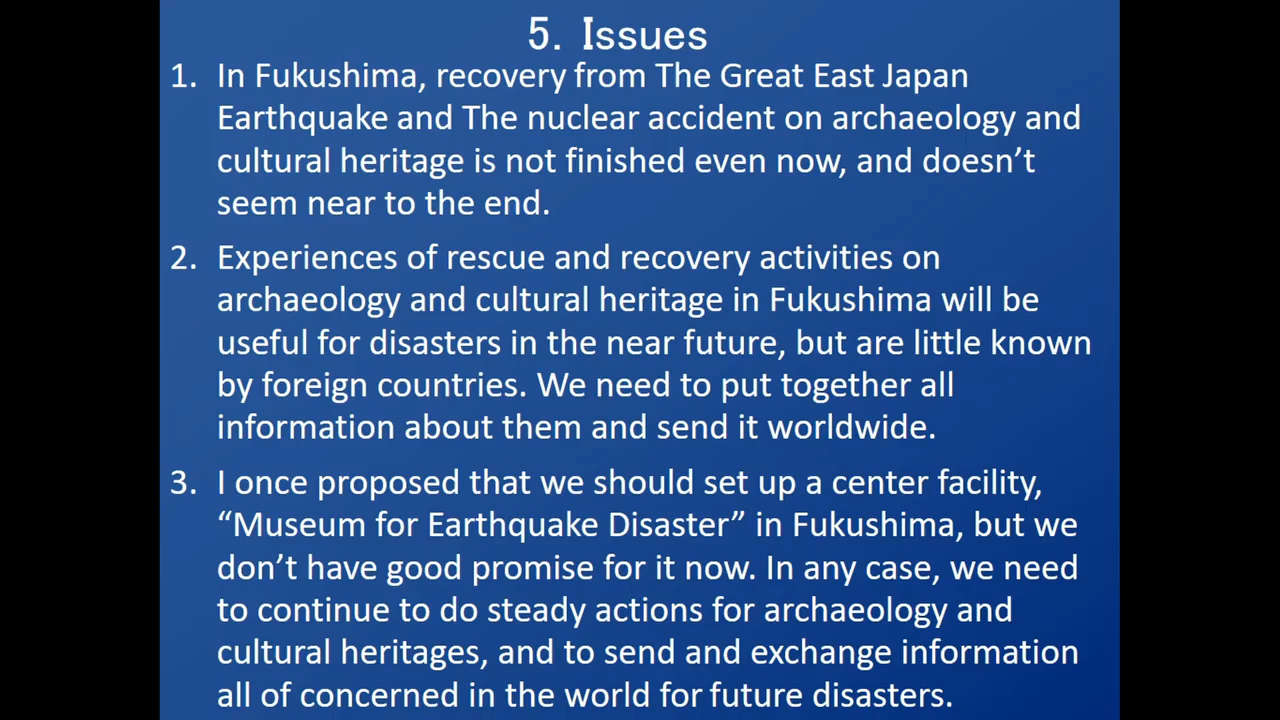 5. Issues
1. In Fukushima, recovery from The Great East Japan
Earthquake and The nuclear accident on archaeology and
cultural heritage is not finished even now, and doesn’t
seem near to the end.
2. Experiences of rescue and recovery activities on
archaeology and cultural heritage in Fukushima will be
useful for disasters in the near future, but are little known
by foreign countries. We need to put together all
information about them and send it worldwide.
3. I once proposed that we should set up a center facility,
“Museum for Earthquake Disaster” in Fukushima, but we
don’t have good promise for it now. In any case, we need
to continue to do steady actions for archaeology and
cultural heritages, and to send and exchange information
all of concerned in the world for future disasters.